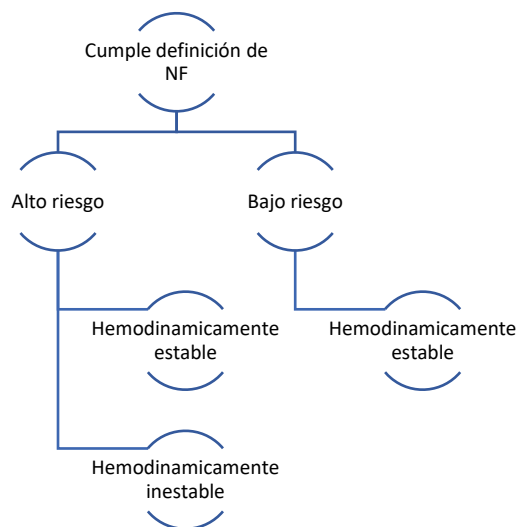 Cumple definición de
NF
Alto riesgo
Bajo riesgo
Hemodinamicamente
estable
Hemodinamicamente
estable
Hemodinamicamente
inestable